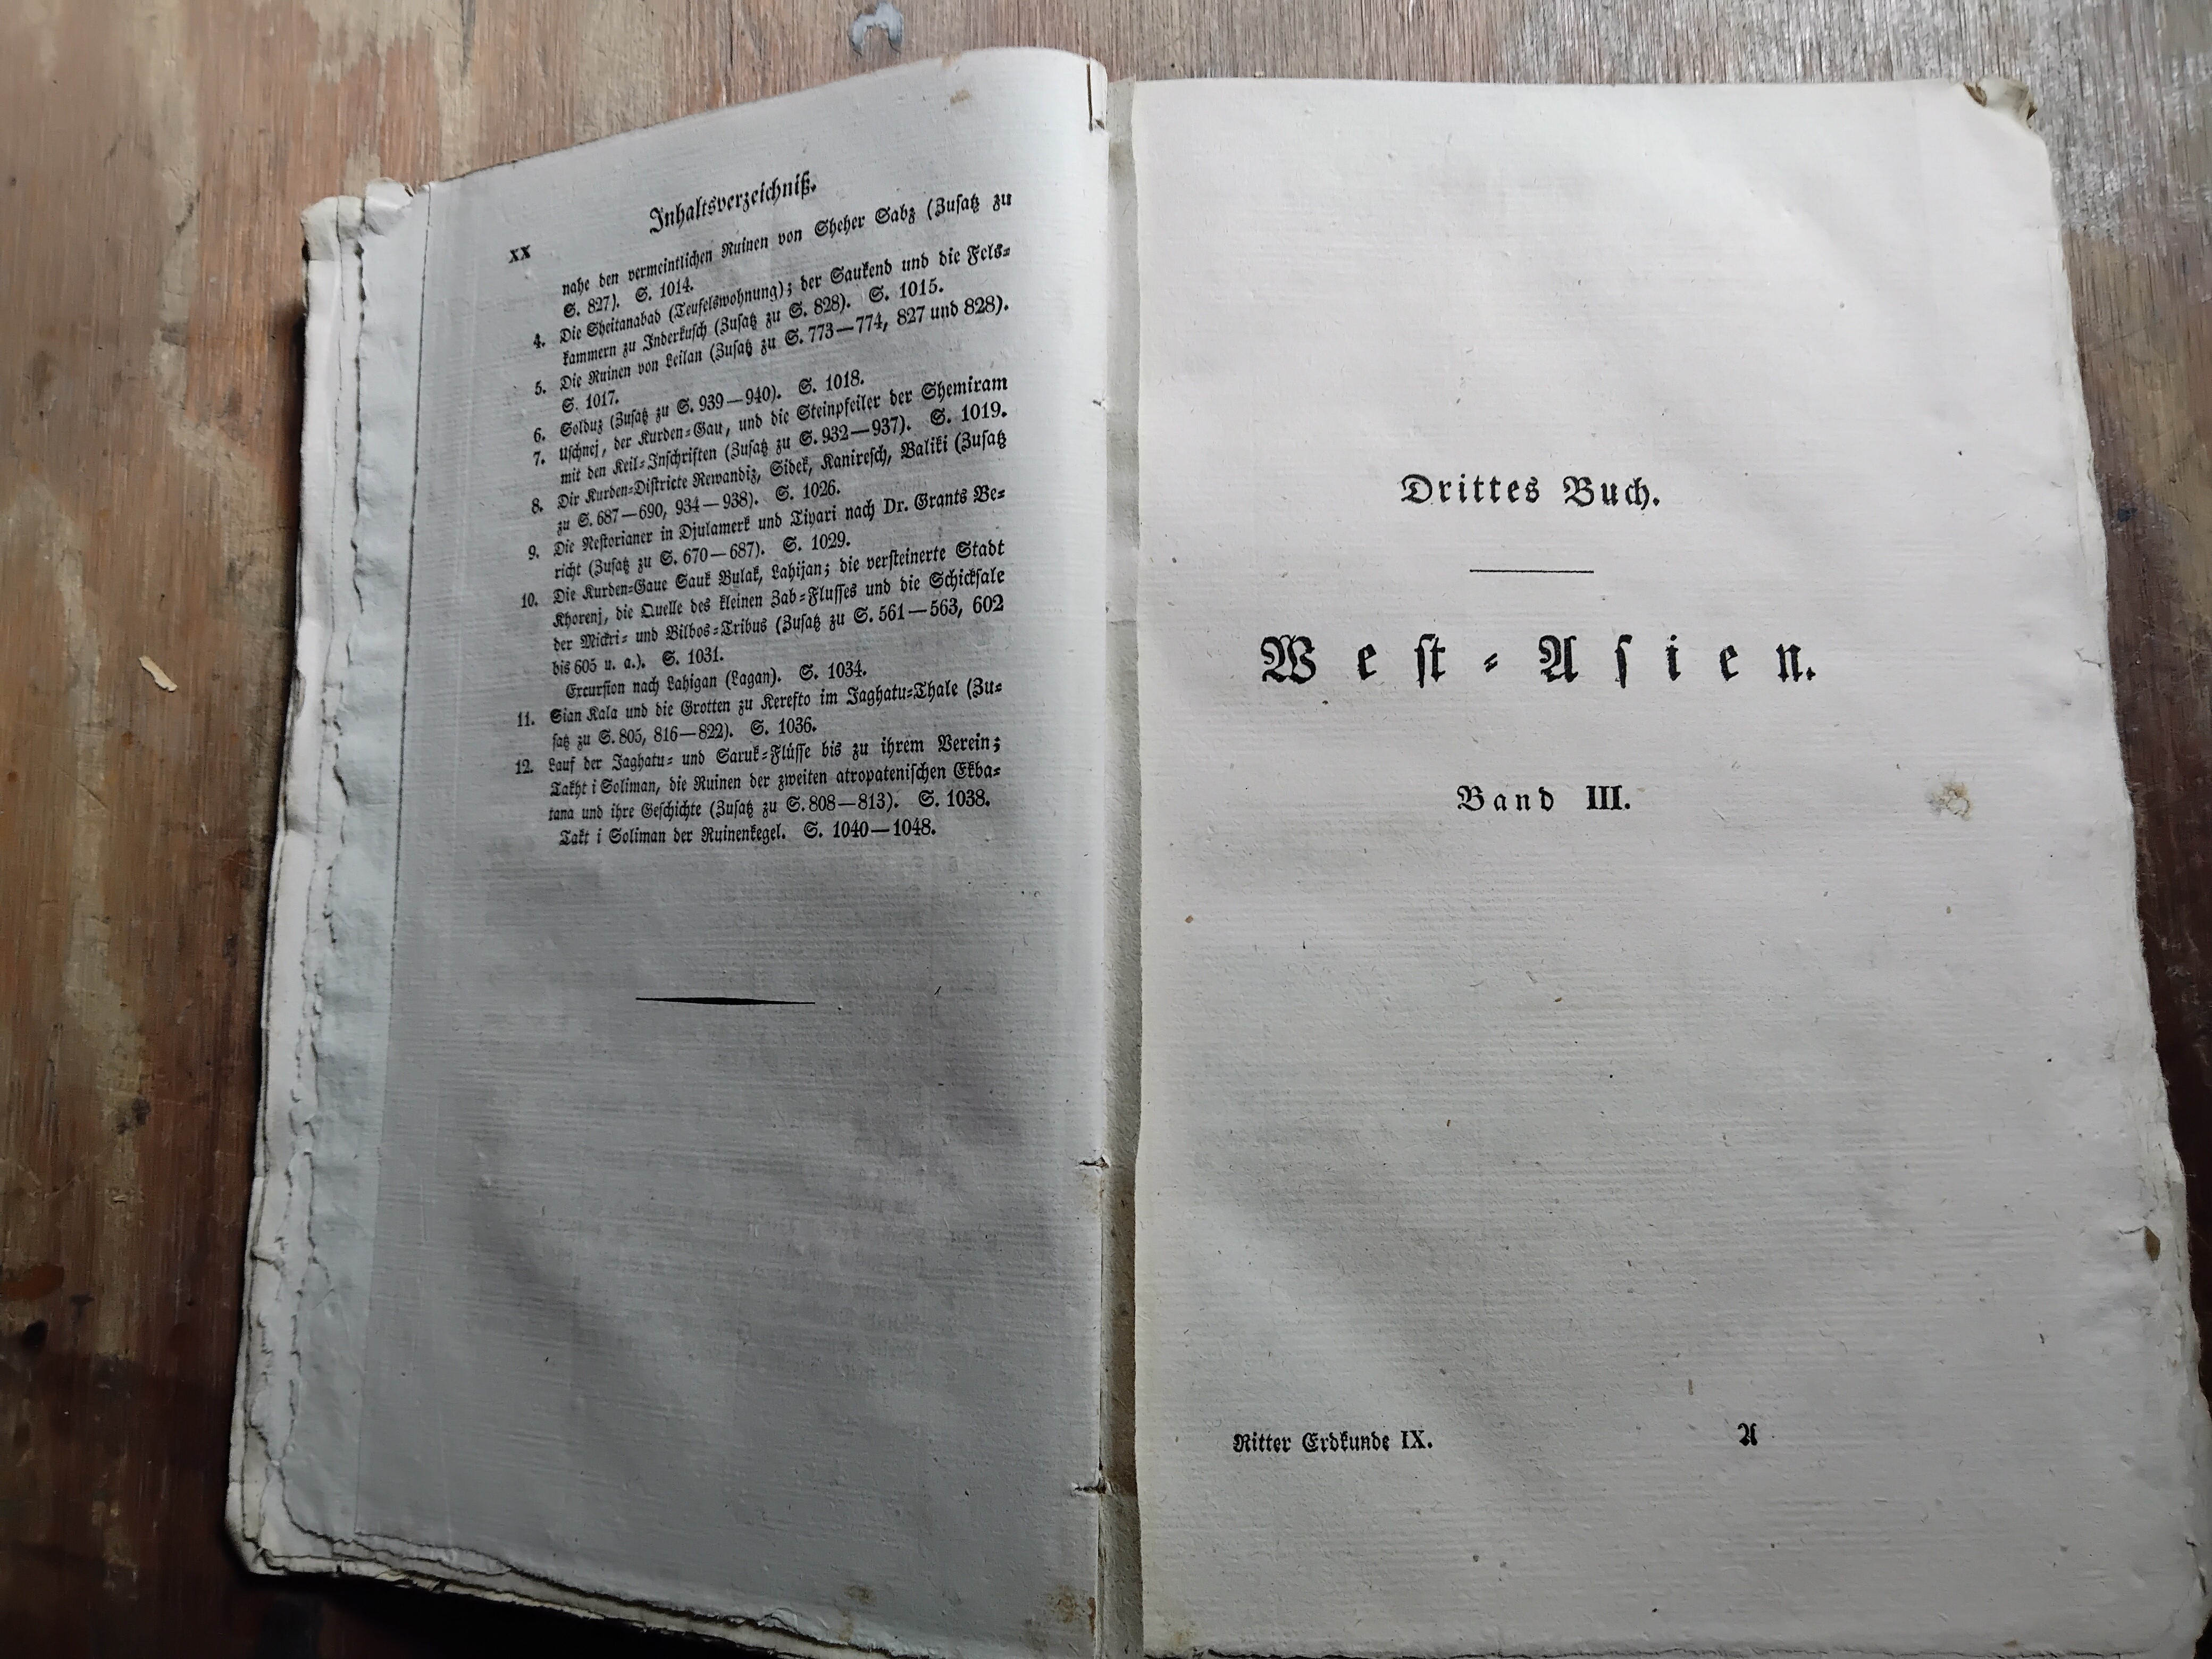 XX
Inhaltsverzeichniß.
nahe den vermeintlichen Ruinen von Sheher Sabz (Zusatz zu
S. 827). S. 1014.
4. Die Sheitanabad (Teufelswohnung); der Saukend und die Fels-
kammern zu Inderkusch (Zusatz zu S. 828). S. 1015.
5. Die Ruinen von Leilan (Zusatz zu S. 773—774, 827 und 828).
S. 1017.
6. Solduz (Zusatz zu S. 939—940). S. 1018.
7. Uschnej, der Kurden-Gau, und die Steinpfeiler der Shemiram
mit den Keil-Inschriften (Zusatz zu S. 932—937). S. 1019.
8. Dir Kurden-Districte Rewandiz, Sidek, Kaniresch, Baliki (Zusatz
zu S. 687—690, 934—938). S. 1026.
9. Die Nestorianer in Djulamerk und Tiyari nach Dr. Grants Be-
richt (Zusatz zu S. 670—687). S. 1029.
10. Die Kurden-Gaue Sauk Bulak, Lahijan; die versteinerte Stadt
Khorenj, die Quelle des kleinen Zab-Flusses und die Schicksale
der Mickri- und Bilbos-Tribus (Zusatz zu S. 561—563, 602
bis 605 u. a.). S. 1031.
Excursion nach Lahigan (Lagan). S. 1034.
11. Sian Kala und die Grotten zu Kerefto im Jaghatu-Thale (Zu-
satz zu S. 805, 816—822). S. 1036.
12. Lauf der Jaghatu- und Saruk-Flüsse bis zu ihrem Verein;
Takht i Soliman, die Ruinen der zweiten atropatenischen Ekba-
tana und ihre Geschichte (Zusatz zu S. 808—813). S. 1038.
Takt i Soliman der Ruinenkegel. S. 1040—1048.
Drittes Buch.
West-Asien.
Band III.
Ritter Erdkunde IX.
A